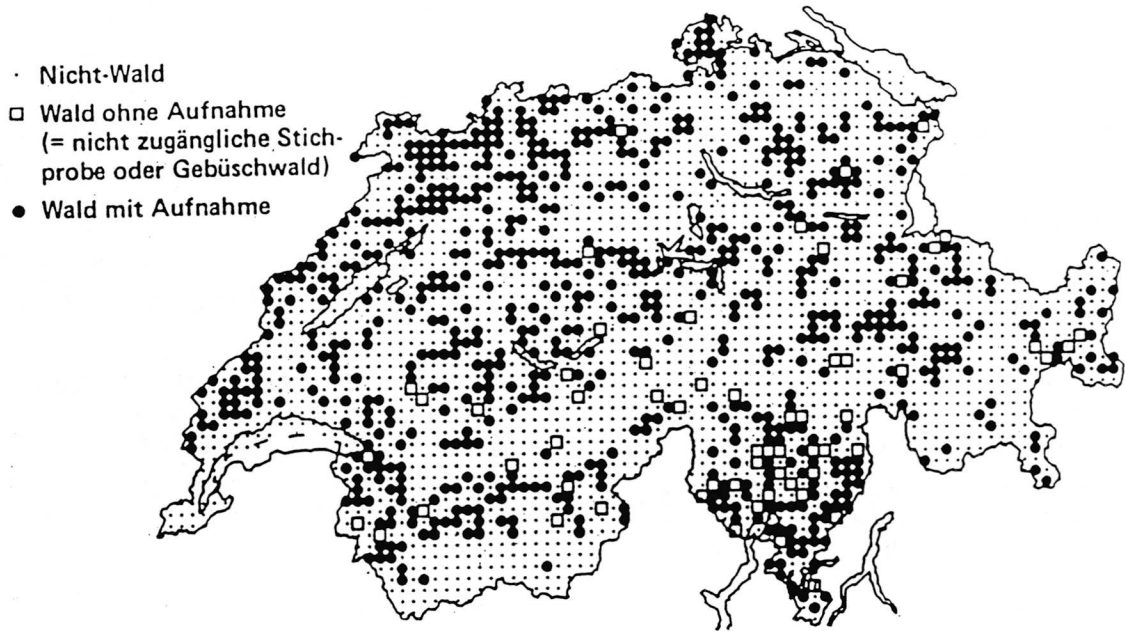 Nicht-Wald
Wald ohne Aufnahme
(= nicht zugängliche Stich-
probe oder Gebüschwald)
Wald mit Aufnahme